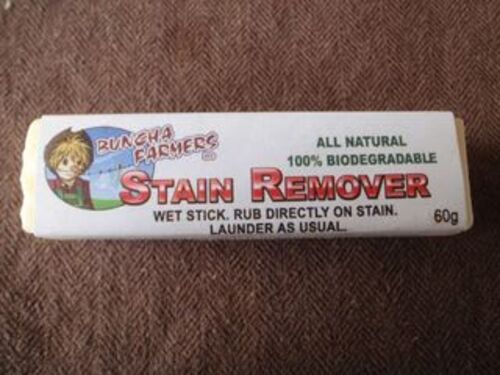 BUNCHA
FARMERS
ALL NATURAL
100% BIODEGRADABLE
STAIN REMOVER
WET STICK. RUB DIRECTLY ON STAIN.
LAUNDER AS USUAL.
60g